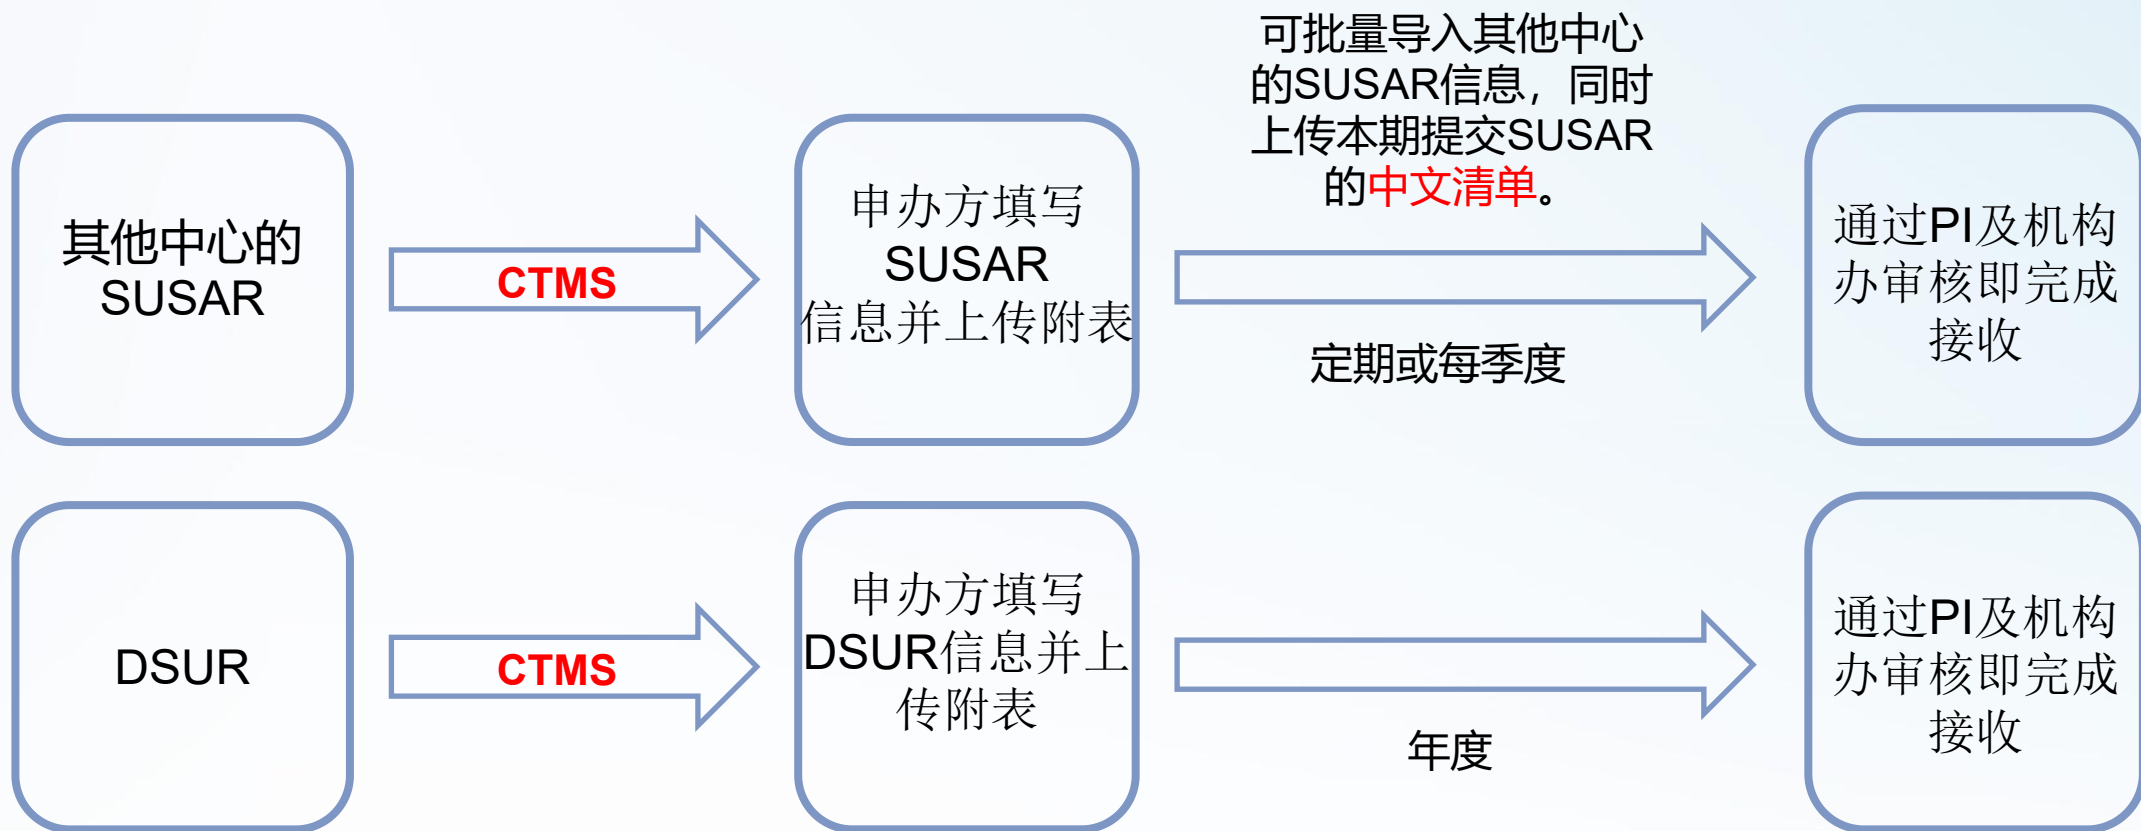 可批量导入其他中心
的SUSAR信息，同时
上传本期提交SUSAR
的中文清单。
其他中心的
SUSAR
CTMS
申办方填写
SUSAR
信息并上传附表
定期或每季度
通过PI及机构
办审核即完成
接收
DSUR
CTMS
申办方填写
DSUR信息并上
传附表
年度
通过PI及机构
办审核即完成
接收